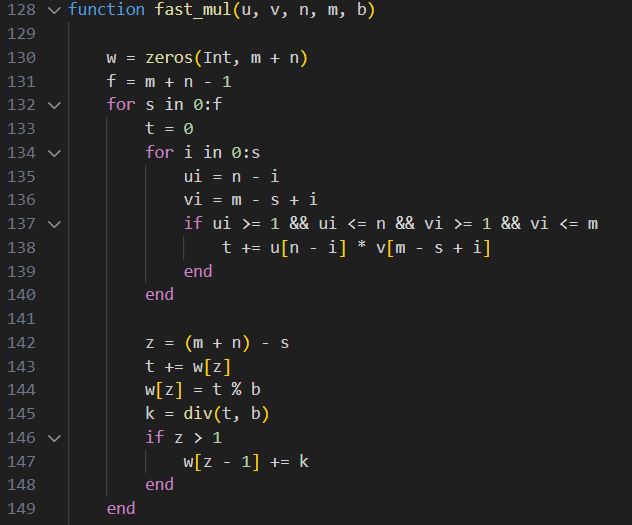 128 function fast_mul(u, v, n, m, b)
129
130     w = zeros(Int, m + n)
131     f = m + n - 1
132     for s in 0:f
133         t = 0
134         for i in 0:s
135             ui = n - i
136             vi = m - s + i
137             if ui >= 1 && ui <= n && vi >= 1 && vi <= m
138                 t += u[n - i] * v[m - s + i]
139             end
140         end
141
142         z = (m + n) - s
143         t += w[z]
144         w[z] = t % b
145         k = div(t, b)
146         if z > 1
147             w[z - 1] += k
148         end
149     end